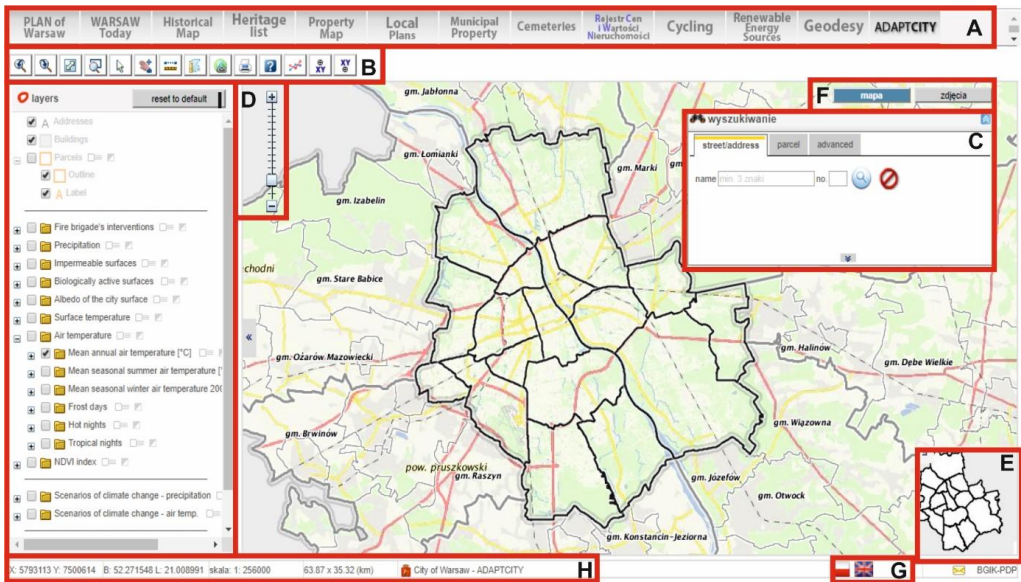 PLAN of Warsaw
WARSAW Today
Historical Map
Heritage list
Property Map
Local Plans
Municipal Property
Cemeteries
Rejestr Cen i Wartości Nieruchomości
Cycling
Renewable Energy Sources
Geodesy
ADAPTCITY
A
XY
XY
B
layers
reset to default
Addresses
Buildings
Parcels
Outline
A Label
Fire brigade's interventions
Precipitation
Impermeable surfaces
Biologically active surfaces
Albedo of the city surface
Surface temperature
Air temperature
Mean annual air temperature [°C]
Mean seasonal summer air temperature [°
Mean seasonal winter air temperature 200
Frost days
Hot nights
Tropical nights
NDVI index
Scenarios of climate change - precipitation
Scenarios of climate change - air temp.
D
F
mapa
zdjęcia
wyszukiwanie
C
street/address
parcel
advanced
name
min. 3 znaki
no.
gm. Jabłonna
gm. Łomianki
gm. Marki
gm
gm. Izabelin
chodni
gm. Stare Babice
gm. Ożarów Mazowiecki
gm. Halinów
gm. Dębe Wielkie
gm. Brwinów
gm. Wiązowna
pow. pruszkowski
gm. Raszyn
gm. Józefów
gm. Otwock
gm. Konstancin-Jeziorna
E
X: 5793113 Y: 7500614 B: 52.271548 L: 21.008991 skala: 1: 256000 63.87 x 35.32 (km) City of Warsaw - ADAPTCITY
H
G
BGIK-PDP